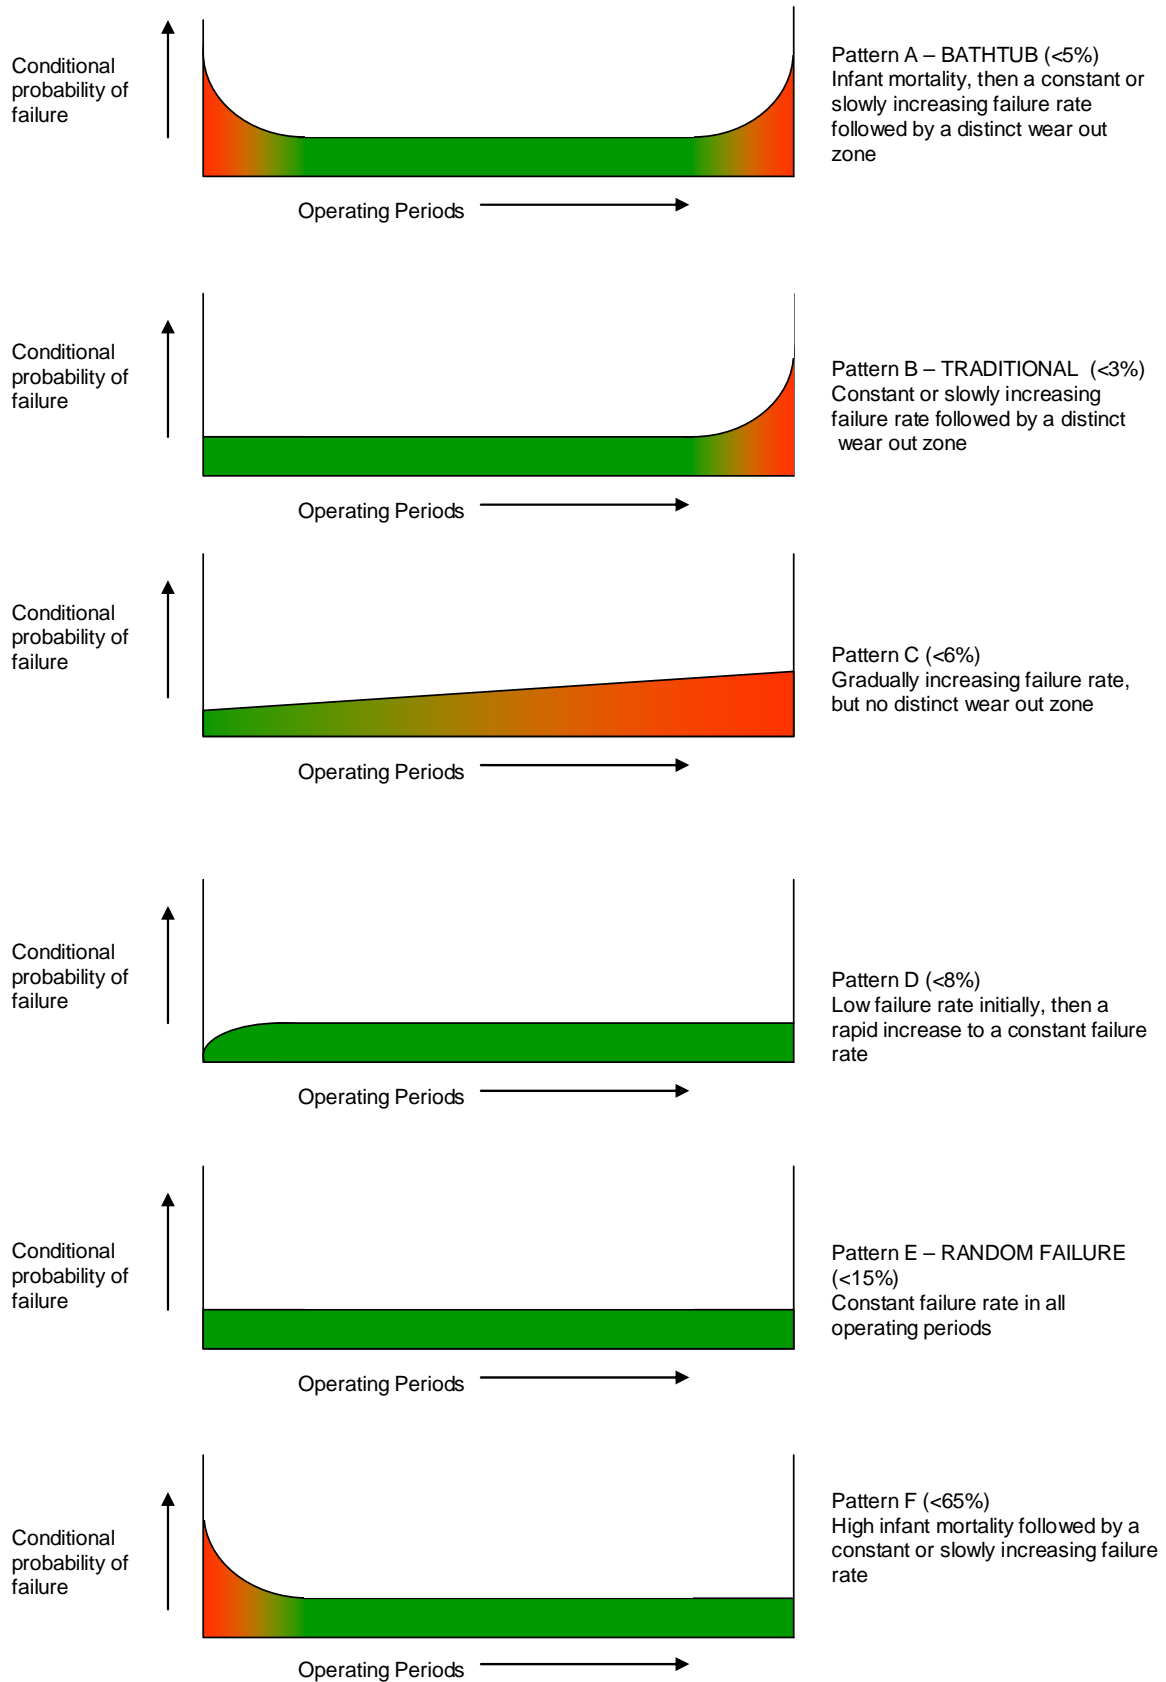 Conditional
probability of
failure
Pattern A – BATHTUB (<5%)
Infant mortality, then a constant or
slowly increasing failure rate
followed by a distinct wear out
zone
Operating Periods
Conditional
probability of
failure
Pattern B – TRADITIONAL (<3%)
Constant or slowly increasing
failure rate followed by a distinct
wear out zone
Operating Periods
Conditional
probability of
failure
Pattern C (<6%)
Gradually increasing failure rate,
but no distinct wear out zone
Operating Periods
Conditional
probability of
failure
Pattern D (<8%)
Low failure rate initially, then a
rapid increase to a constant failure
rate
Operating Periods
Conditional
probability of
failure
Pattern E – RANDOM FAILURE
(<15%)
Constant failure rate in all
operating periods
Operating Periods
Conditional
probability of
failure
Pattern F (<65%)
High infant mortality followed by a
constant or slowly increasing failure
rate
Operating Periods